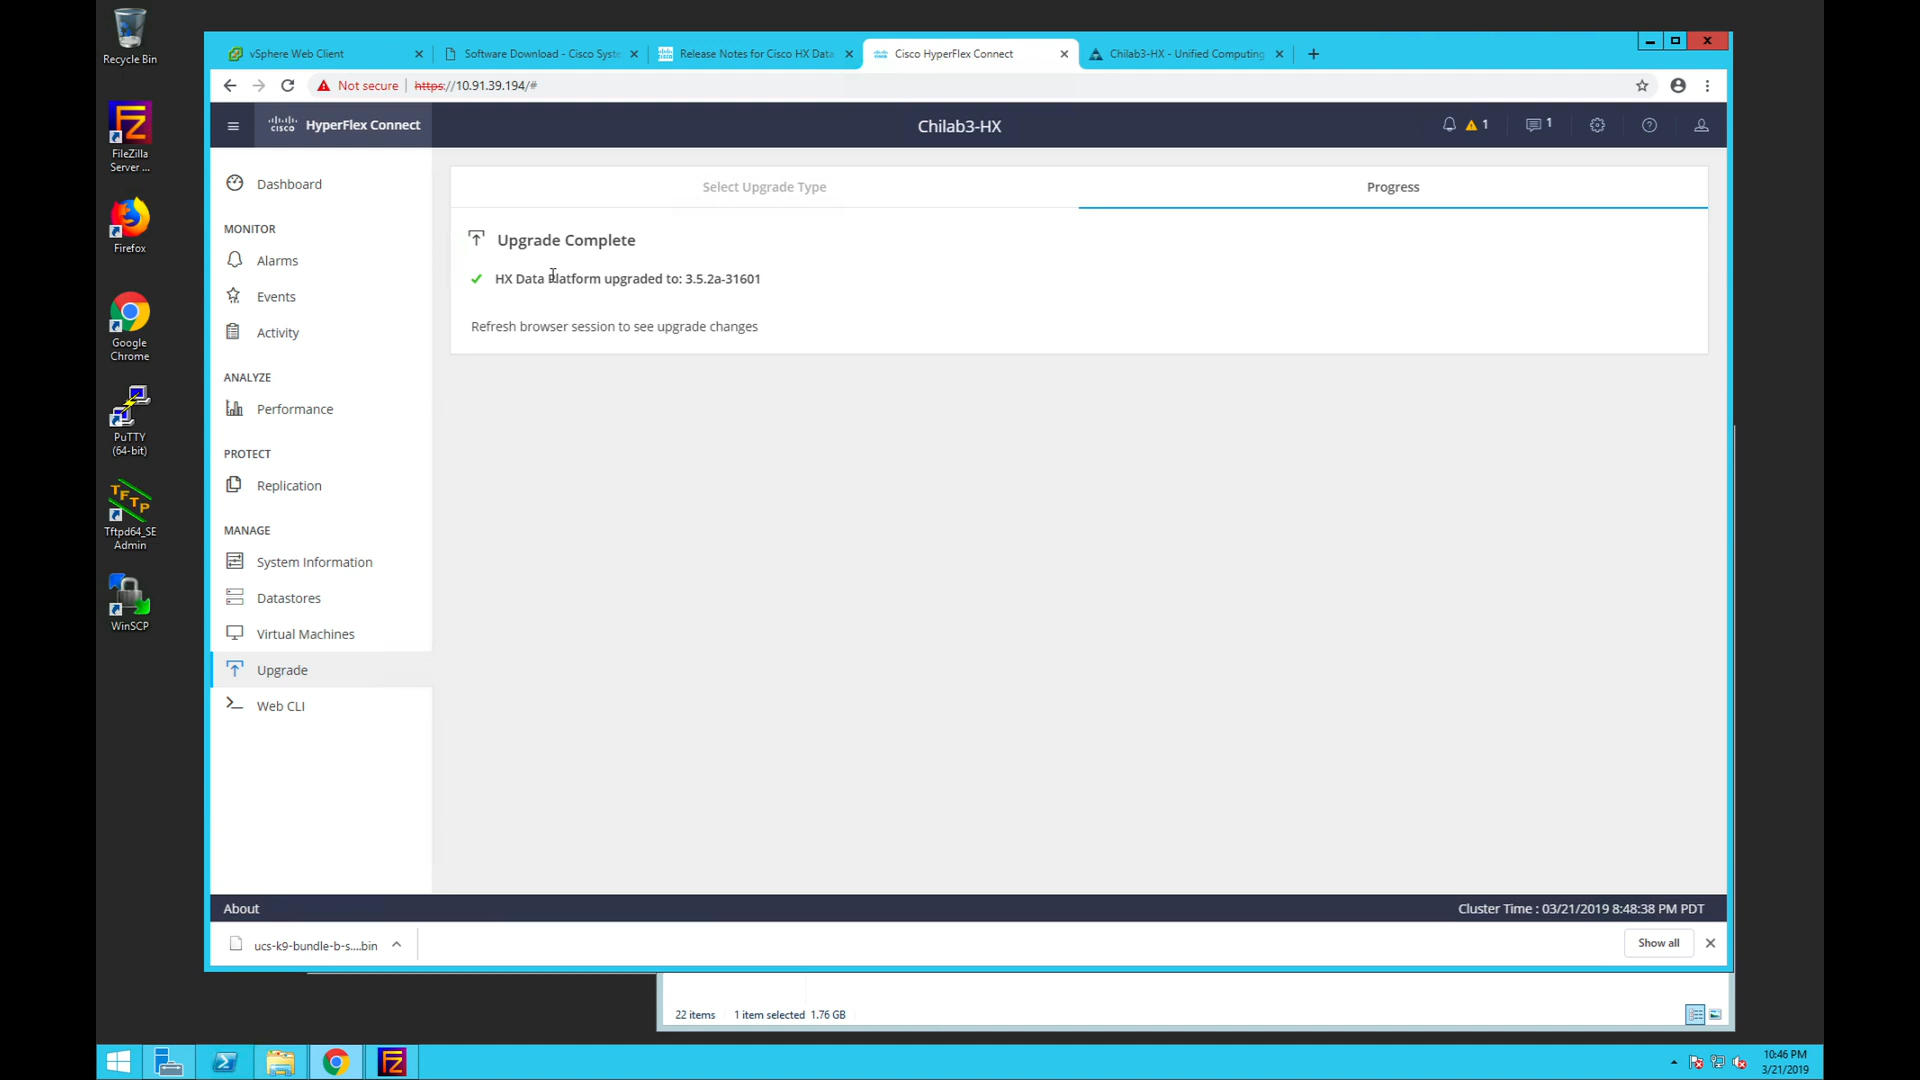 Recycle Bin
FileZilla
Server ...
Firefox
Google
Chrome
PuTTY
(64-bit)
TFTP
Tftpd64_SE
Admin
WinSCP
vSphere Web Client
Software Download - Cisco Syste
Release Notes for Cisco HX Data
Cisco HyperFlex Connect
Chilab3-HX - Unified Computing
Not secure
https://10.91.39.194/#
cisco
HyperFlex Connect
Chilab3-HX
1
1
Dashboard
MONITOR
Alarms
Events
Activity
ANALYZE
Performance
PROTECT
Replication
MANAGE
System Information
Datastores
Virtual Machines
Upgrade
Web CLI
Select Upgrade Type
Progress
Upgrade Complete
HX Data Platform upgraded to: 3.5.2a-31601
Refresh browser session to see upgrade changes
About
Cluster Time : 03/21/2019 8:48:38 PM PDT
ucs-k9-bundle-b-s....bin
Show all
22 items
1 item selected 1.76 GB
10:46 PM
3/21/2019